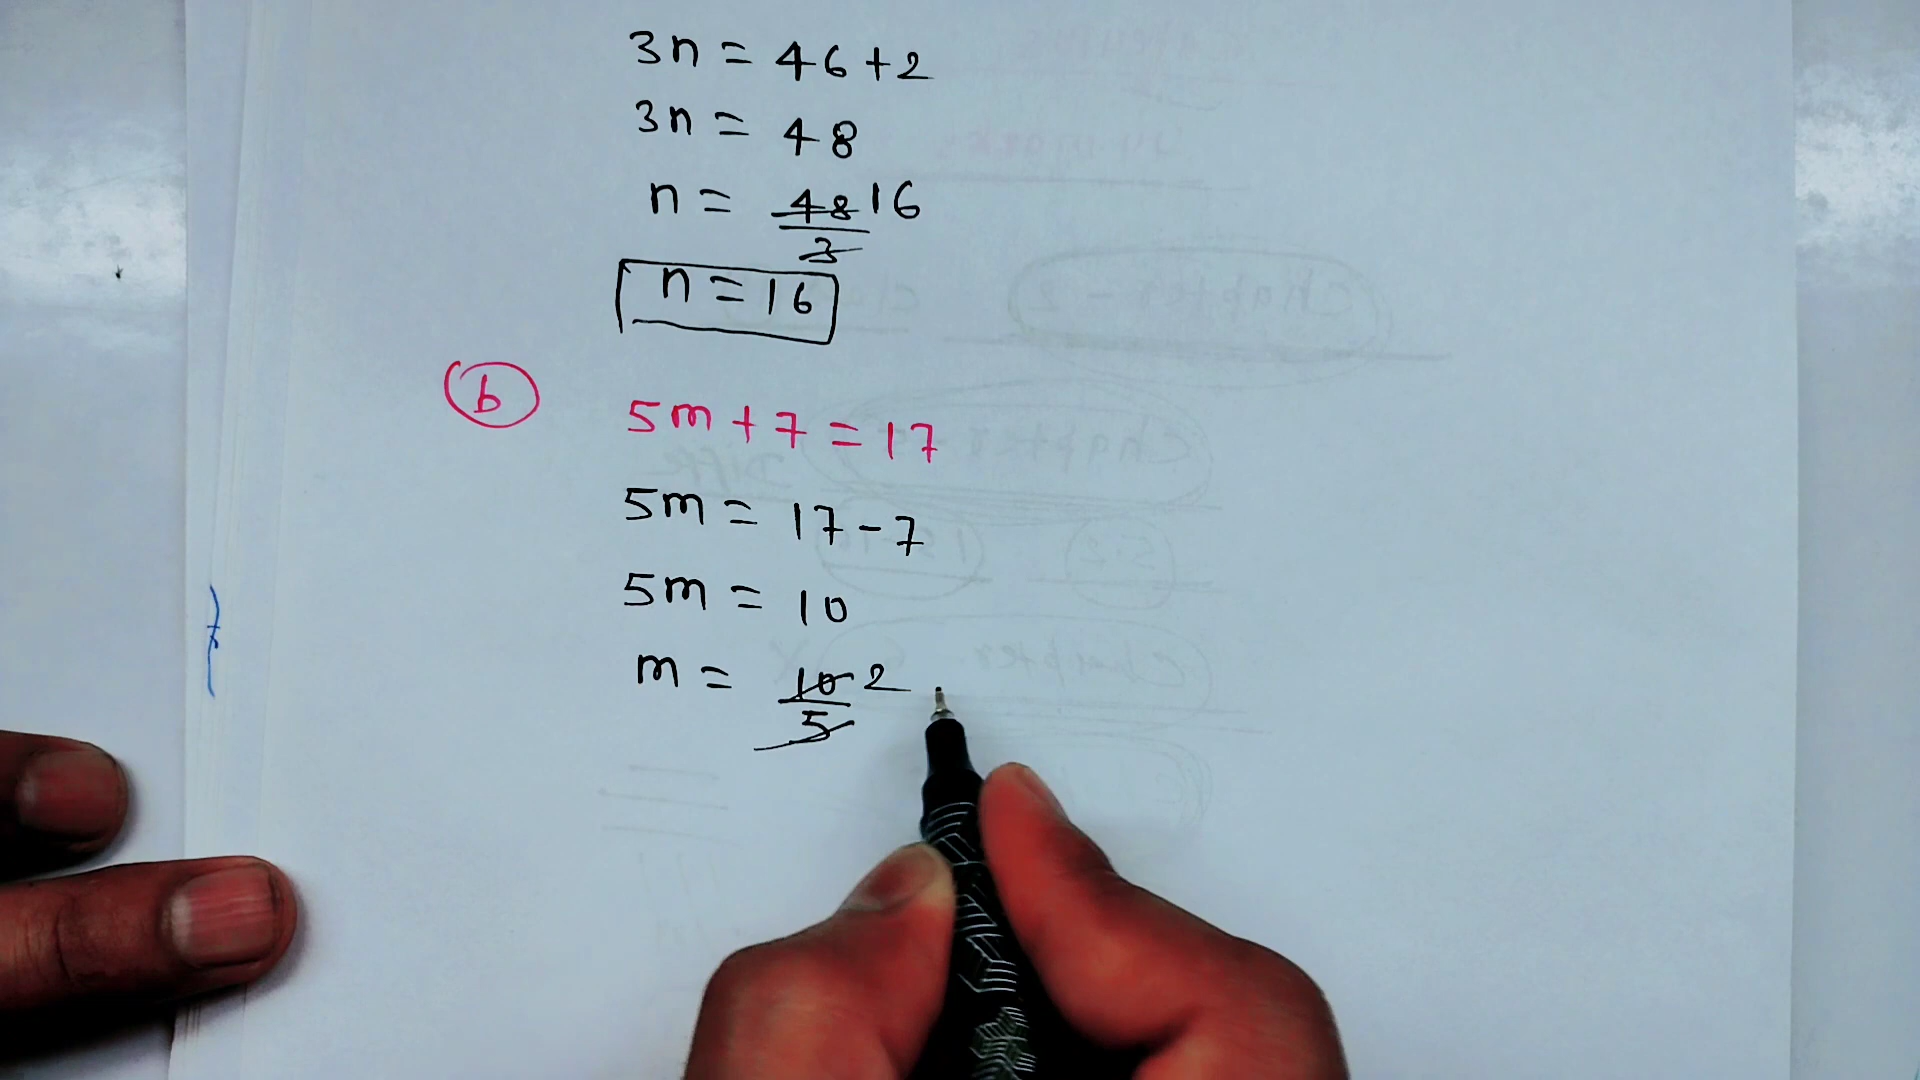 3n = 46 + 2
3n = 48
n = 48/3 16
n = 16
b 5m + 7 = 17
5m = 17 - 7
5m = 10
m = 10/5 2